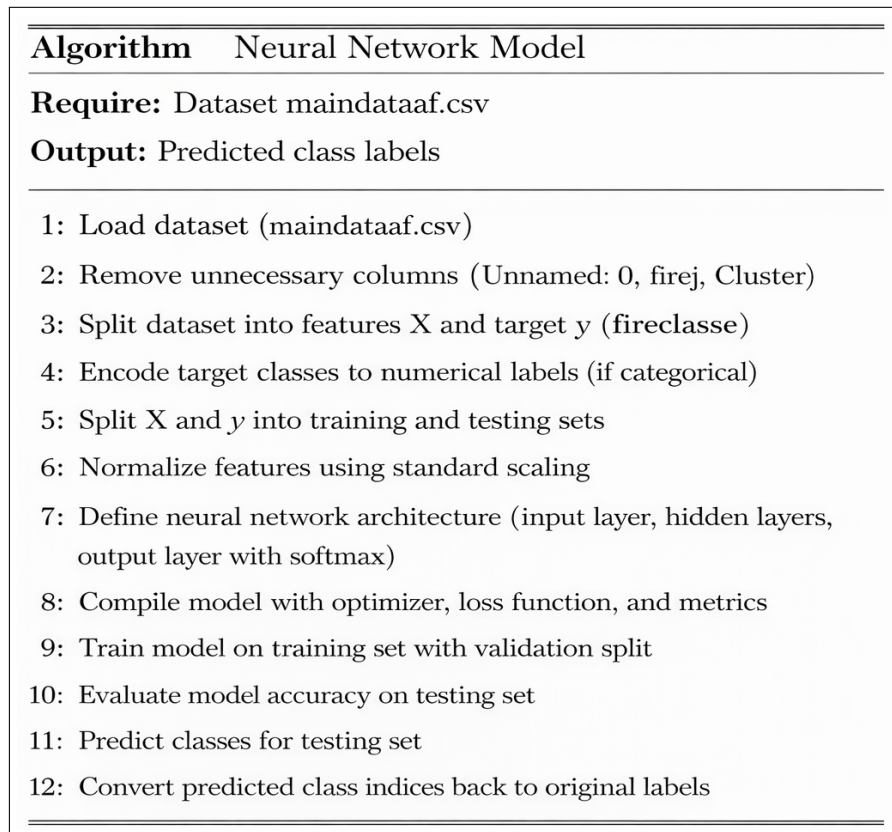 Algorithm Neural Network Model
Require: Dataset maindataaf.csv
Output: Predicted class labels
1: Load dataset (maindataaf.csv)
2: Remove unnecessary columns (Unnamed: 0, firej, Cluster)
3: Split dataset into features X and target y (fireclasse)
4: Encode target classes to numerical labels (if categorical)
5: Split X and y into training and testing sets
6: Normalize features using standard scaling
7: Define neural network architecture (input layer, hidden layers,
output layer with softmax)
8: Compile model with optimizer, loss function, and metrics
9: Train model on training set with validation split
10: Evaluate model accuracy on testing set
11: Predict classes for testing set
12: Convert predicted class indices back to original labels